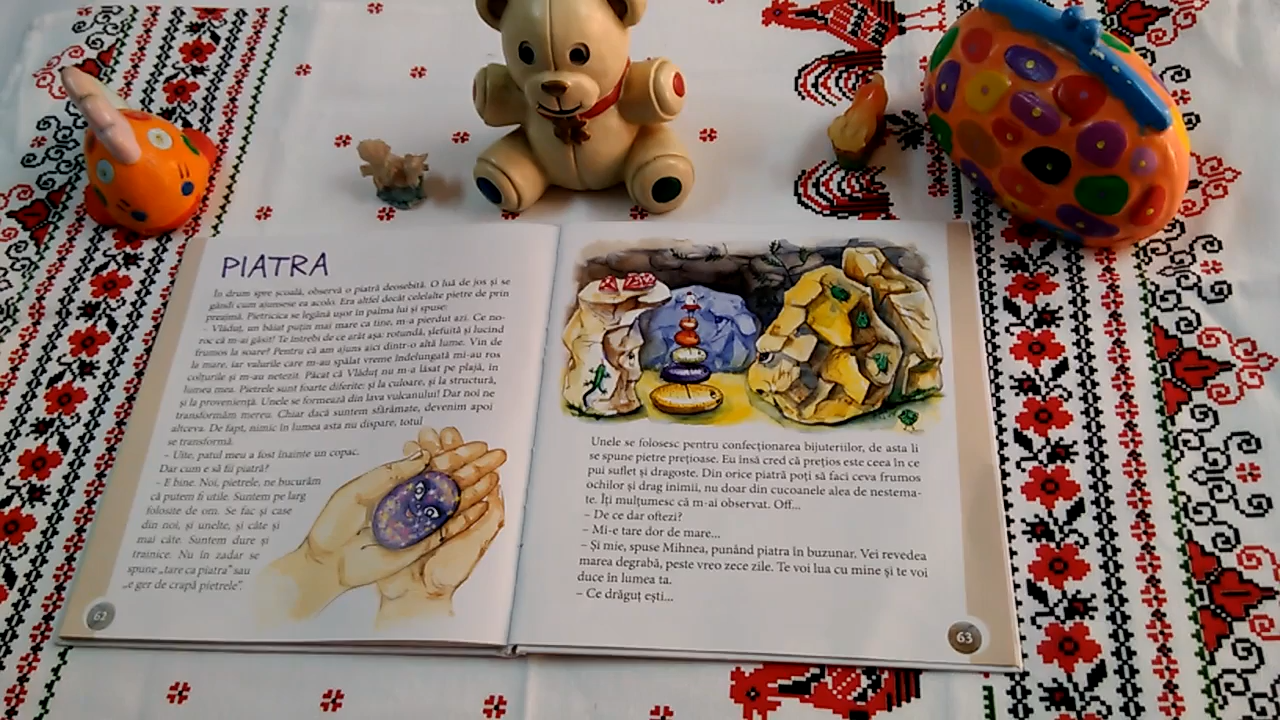 PIATRA
În drum spre școală, observă o piatră deosebită. O luă de jos și se
gândi cum ajunsese ea acolo. Era altfel decât celelalte pietre de prin
preajmă. Pietricica se legănă ușor în palma lui și spuse:
– Vlăduț, un băiat puțin mai mare ca tine, m-a pierdut azi. Ce no-
roc că m-ai găsit! Te întrebi de ce arăt așa: rotundă, șlefuită și lucind
frumos la soare? Pentru că am ajuns aici dintr-o altă lume. Vin de
la mare, iar valurile care m-au spălat vreme îndelungată mi-au ros
colțurile și m-au netezit. Păcat că Vlăduț nu m-a lăsat pe plajă, în
lumea mea. Pietrele sunt foarte diferite: și la culoare, și la structură,
și la proveniență. Unele se formează din lava vulcanului! Dar noi ne
transformăm mereu. Chiar dacă suntem sfărâmate, devenim apoi
altceva. De fapt, nimic în lumea asta nu dispare, totul
se transformă.
– Uite, patul meu a fost înainte un copac.
Dar cum e să fii piatră?
– E bine. Noi, pietrele, ne bucurăm
că putem fi utile. Suntem pe larg
folosite de om. Se fac și case
din noi, și unelte, și câte și
mai câte. Suntem dure și
trainice. Nu în zadar se
spune „tare ca piatra” sau
„e ger de crapă pietrele”.
62
Unele se folosesc pentru confecționarea bijuteriilor, de asta li
se spune pietre prețioase. Eu însă cred că prețios este ceea în ce
pui suflet și dragoste. Din orice piatră poți să faci ceva frumos
ochilor și drag inimii, nu doar din cucoanele alea de nestema-
te. Îți mulțumesc că m-ai observat. Off...
– De ce dar oftezi?
– Mi-e tare dor de mare...
– Și mie, spuse Mihnea, punând piatra în buzunar. Vei revedea
marea degrabă, peste vreo zece zile. Te voi lua cu mine și te voi
duce în lumea ta.
– Ce drăguț ești...
63